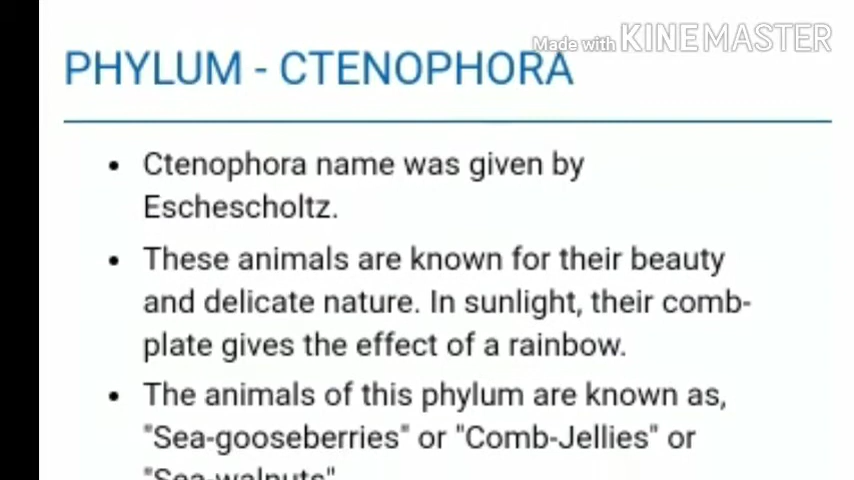 Made with KINEMASTER
PHYLUM - CTENOPHORA
• Ctenophora name was given by
Eschescholtz.
• These animals are known for their beauty
and delicate nature. In sunlight, their comb-
plate gives the effect of a rainbow.
• The animals of this phylum are known as,
"Sea-gooseberries" or "Comb-Jellies" or
"Sea-walnuts"